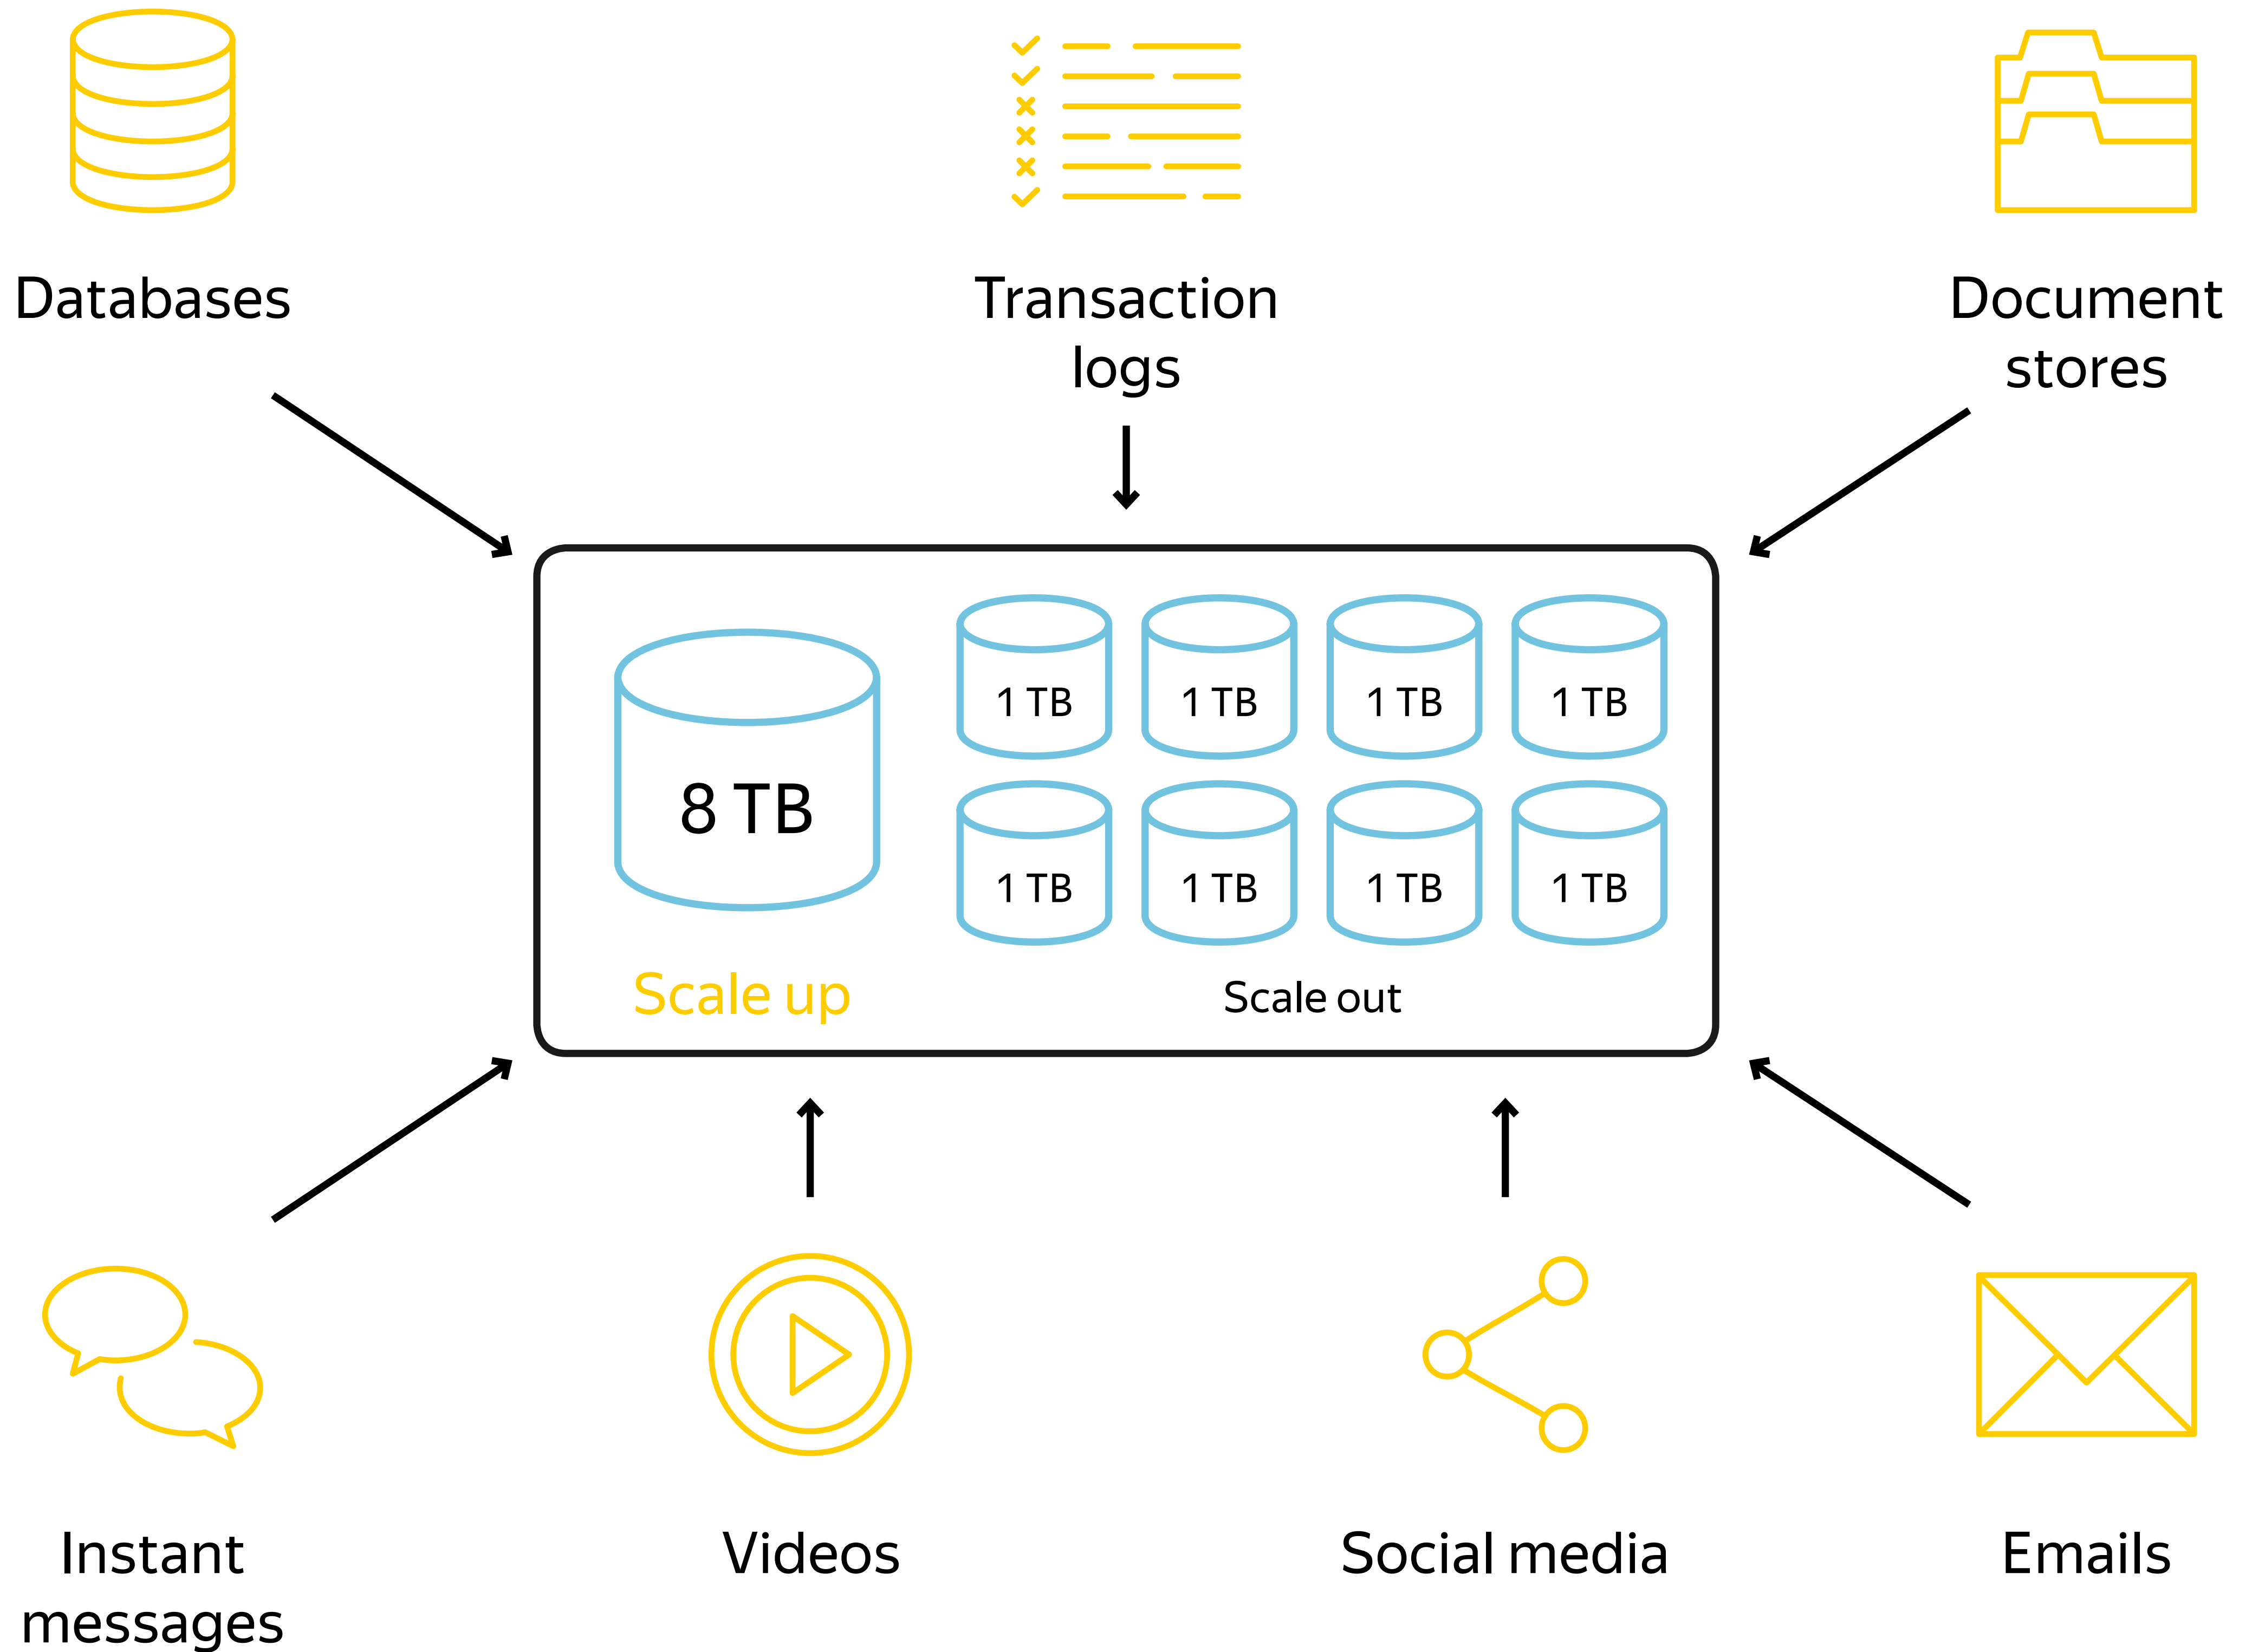 Databases
Transaction
logs
Document
stores
8 TB
1 TB
1 TB
1 TB
1 TB
1 TB
1 TB
1 TB
1 TB
Scale up
Scale out
Instant
messages
Videos
Social media
Emails